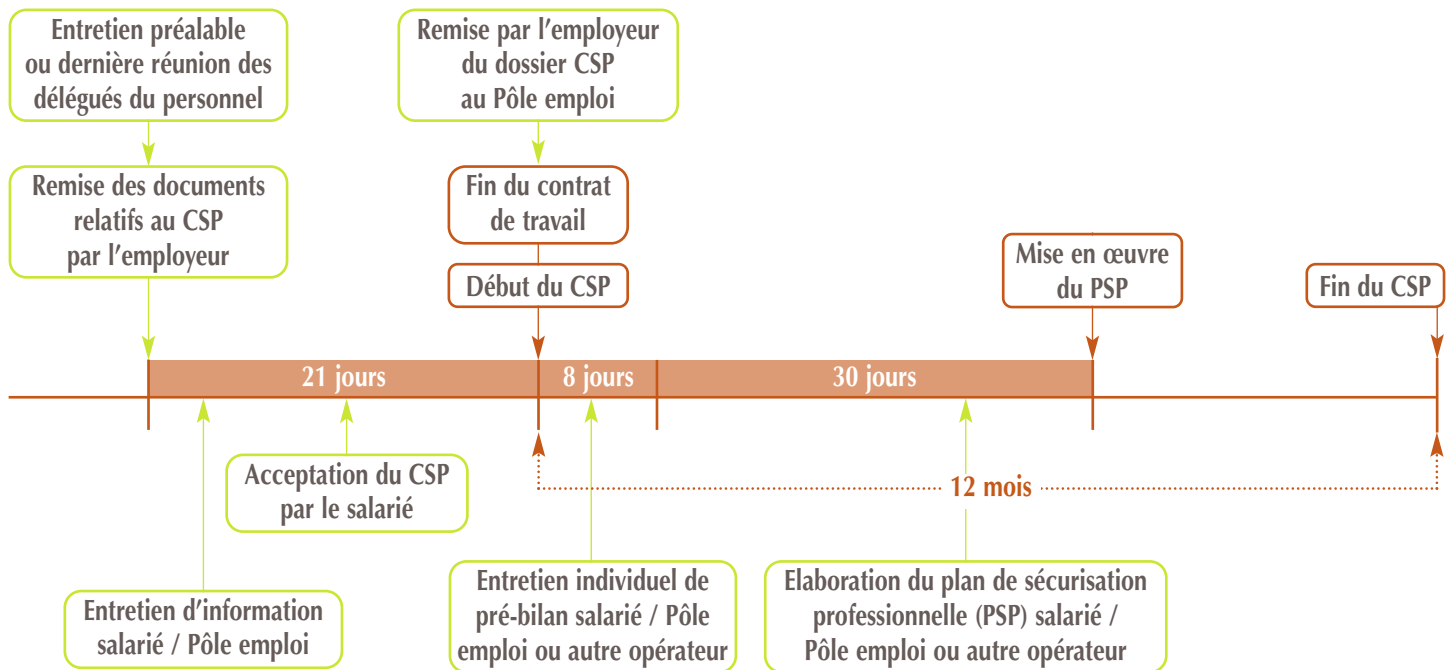 Entretien préalable
ou dernière réunion des
délégués du personnel
Remise par l'employeur
du dossier CSP
au Pôle emploi
Remise des documents
relatifs au CSP
par l'employeur
Fin du contrat
de travail
Début du CSP
Mise en œuvre
du PSP
Fin du CSP
21 jours
8 jours
30 jours
Acceptation du CSP
par le salarié
12 mois
Entretien d'information
salarié / Pôle emploi
Entretien individuel de
pré-bilan salarié / Pôle
emploi ou autre opérateur
Elaboration du plan de sécurisation
professionnelle (PSP) salarié /
Pôle emploi ou autre opérateur